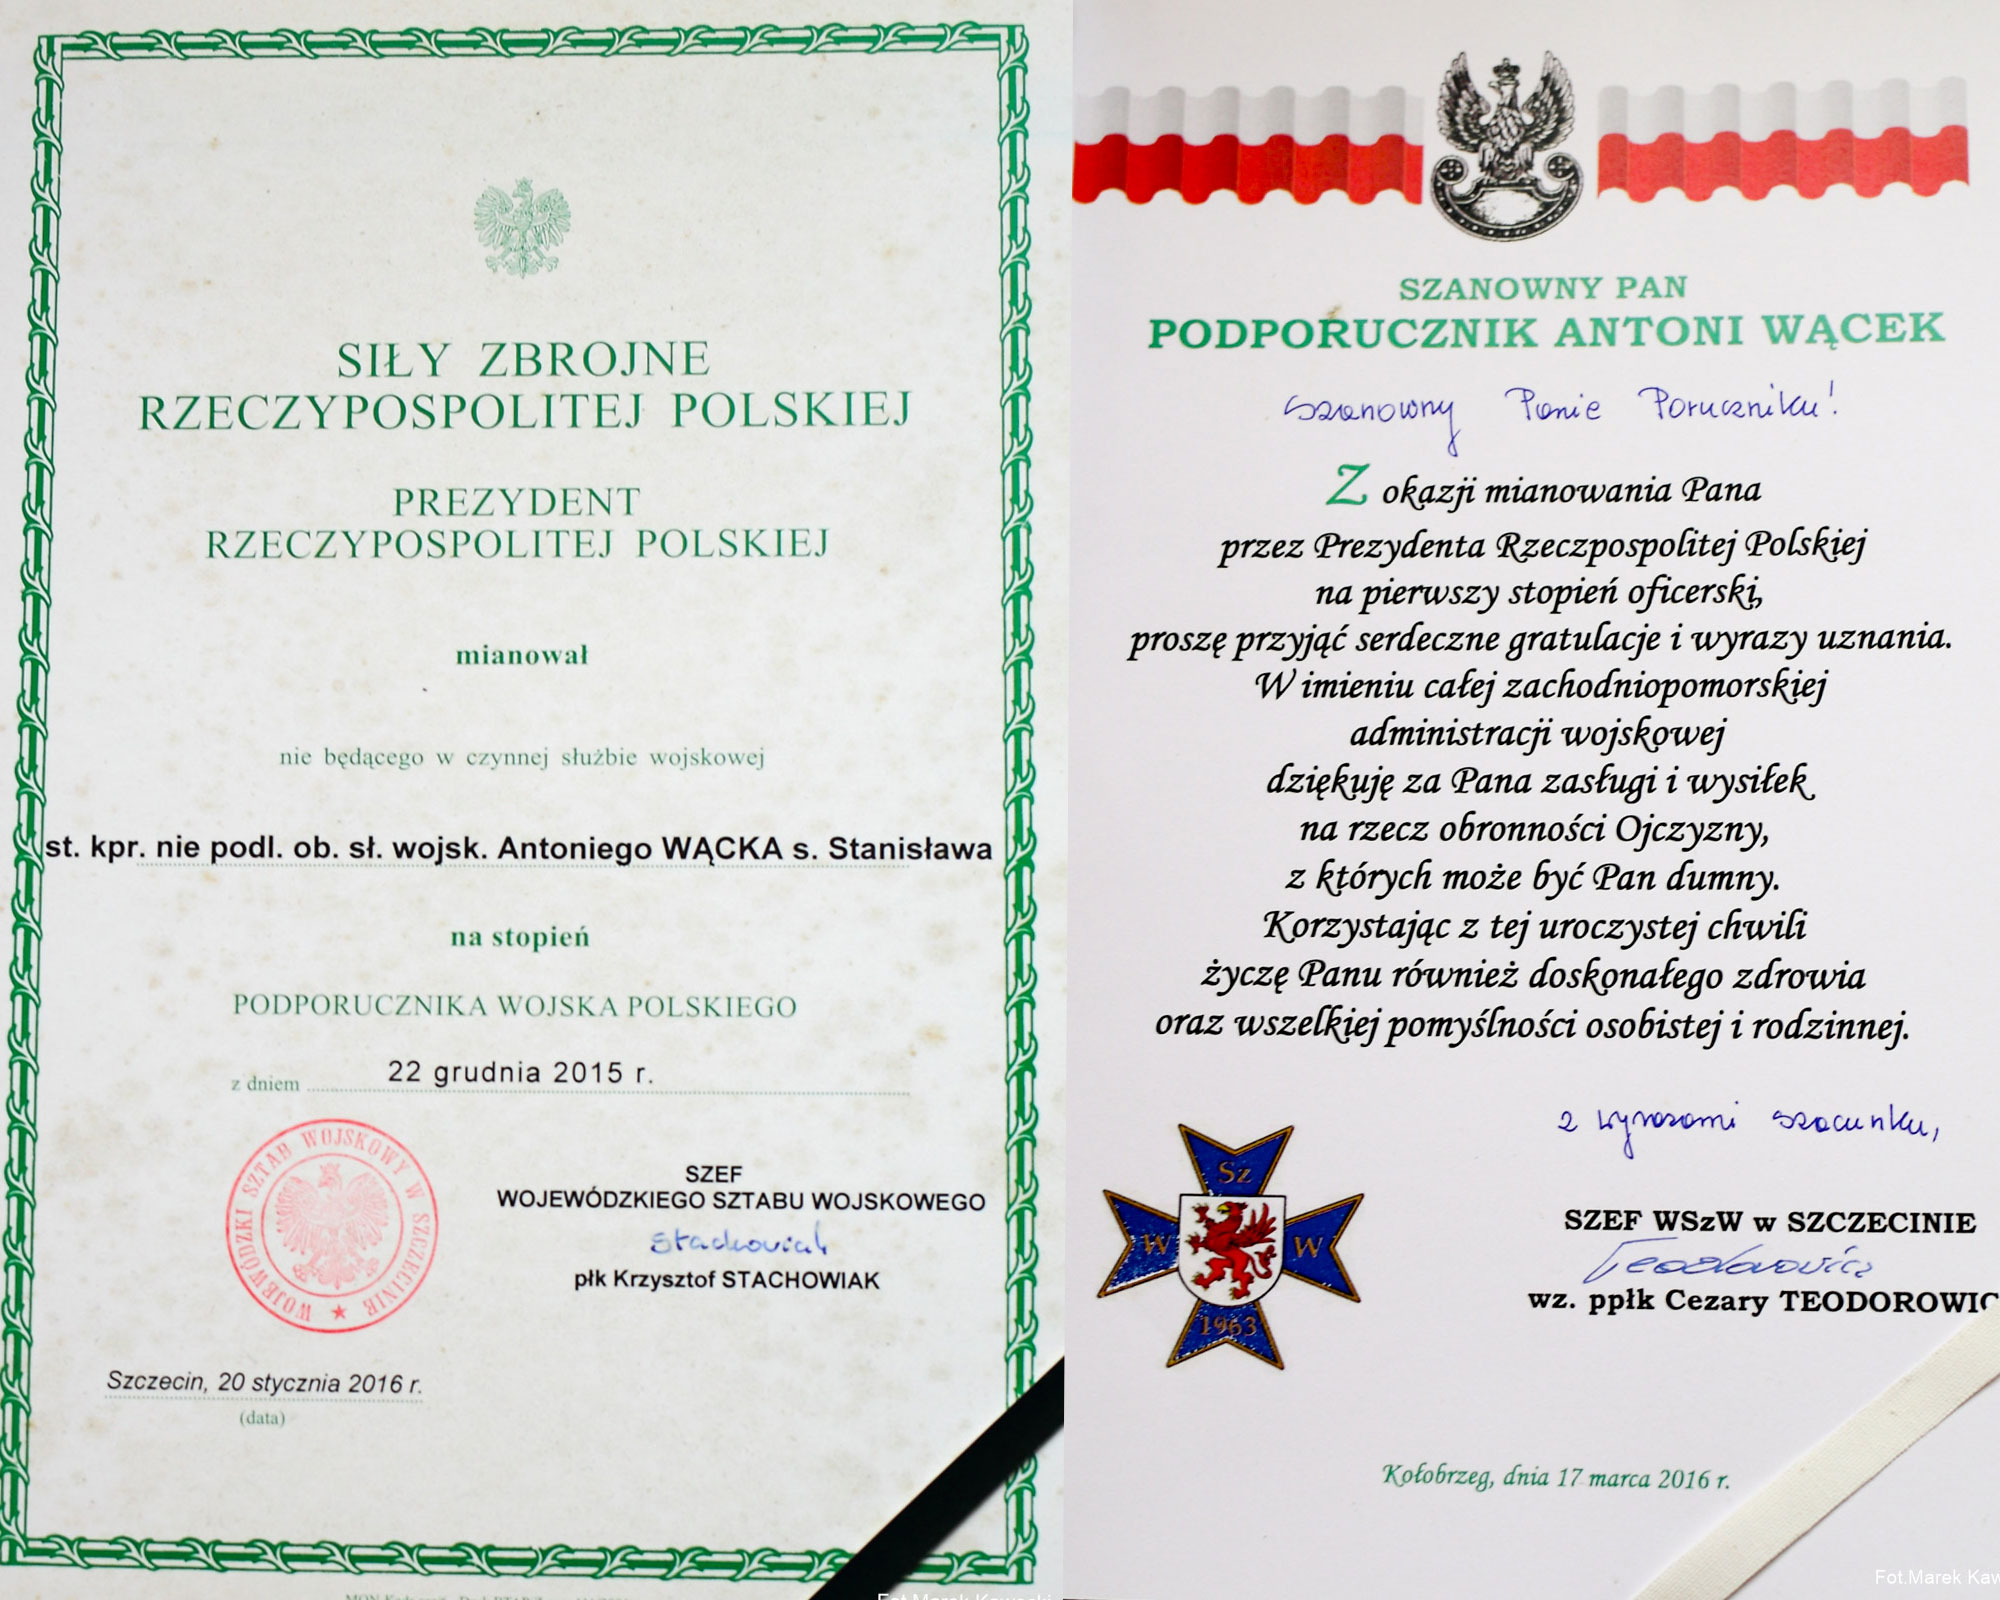 SIŁY ZBROJNE
RZECZYPOSPOLITEJ POLSKIEJ
PREZYDENT
RZECZYPOSPOLITEJ POLSKIEJ
mianował
nie będącego w czynnej służbie wojskowej
st. kpr. nie podl. ob. sł. wojsk. Antoniego WĄCKA s. Stanisława
na stopień
PODPORUCZNIKA WOJSKA POLSKIEGO
z dniem 22 grudnia 2015 r.
WOJEWÓDZKI SZTAB WOJSKOWY W SZCZECINIE
SZEF
WOJEWÓDZKIEGO SZTABU WOJSKOWEGO
Stachowiak
płk Krzysztof STACHOWIAK
Szczecin, 20 stycznia 2016 r.
(data)
Fot.Marek Kawecki
SZANOWNY PAN
PODPORUCZNIK ANTONI WĄCEK
Szanowny Panie Poruczniku!
Z okazji mianowania Pana
przez Prezydenta Rzeczpospolitej Polskiej
na pierwszy stopień oficerski,
proszę przyjąć serdeczne gratulacje i wyrazy uznania.
W imieniu całej zachodniopomorskiej
administracji wojskowej
dziękuję za Pana zasługi i wysiłek
na rzecz obronności Ojczyzny,
z których może być Pan dumny.
Korzystając z tej uroczystej chwili
życzę Panu również doskonałego zdrowia
oraz wszelkiej pomyślności osobistej i rodzinnej.
z wyrazami szacunku,
Sz
W W
1963
SZEF WSzW w SZCZECINIE
Teodorowicz
wz. ppłk Cezary TEODOROWIC
Kołobrzeg, dnia 17 marca 2016 r.
Fot.Marek Kaw